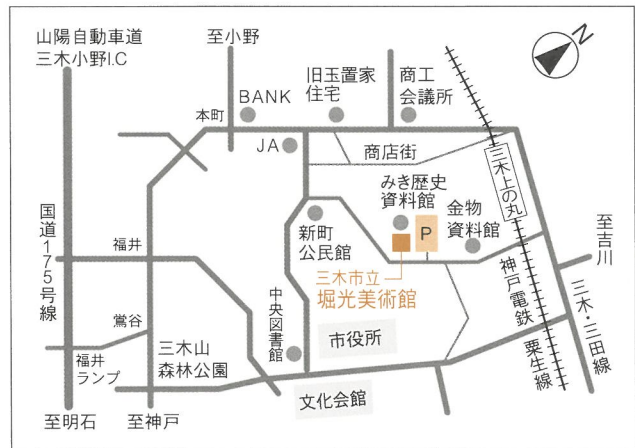 山陽自動車道
三木小野I.C
至小野
N
BANK
旧玉置家
住宅
商工
会議所
本町
JA
商店街
三木上の丸
みき歴史
資料館
金物
資料館
P
新町
公民館
三木市立
堀光美術館
至吉川
国道175号線
福井
神戸電鉄
粟生線
三木・三田線
中央図書館
市役所
鶯谷
三木山
森林公園
福井
ランプ
文化会館
至明石
至神戸